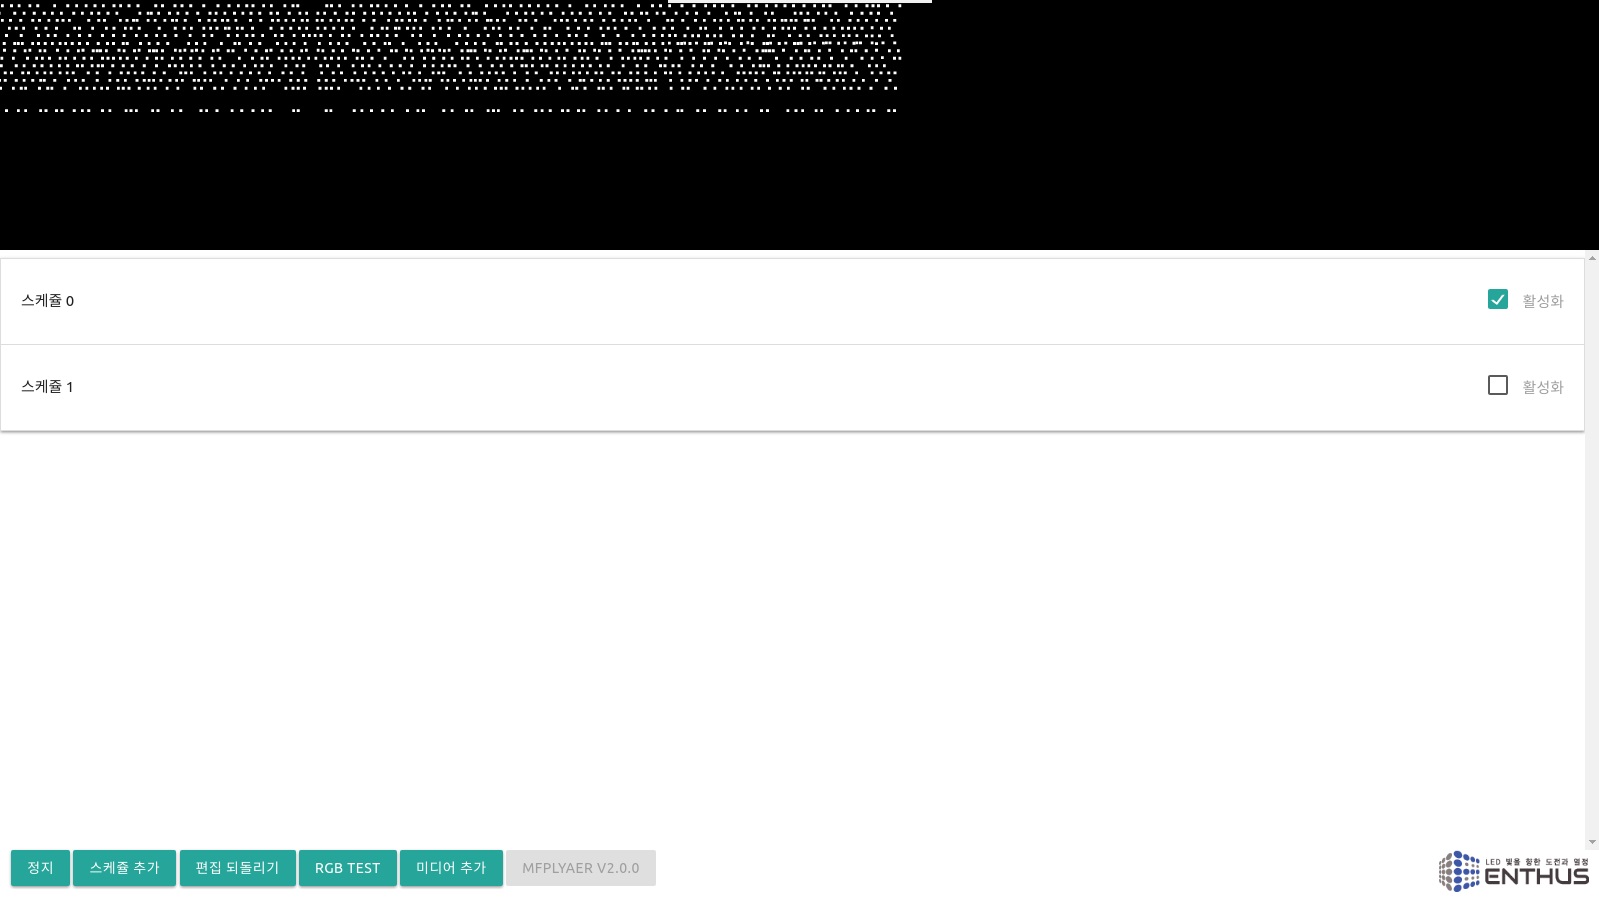 스케쥴 0
활성화
스케쥴 1
활성화
정지
스케쥴 추가
편집 되돌리기
RGB TEST
미디어 추가
MFPLYAER V2.0.0
LED 빛을 향한 도전과 열정
ENTHUS